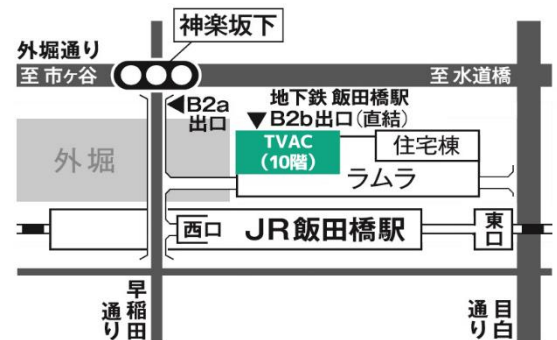 神楽坂下
外堀通り
至 市ヶ谷
至 水道橋
◀B2a
出口
地下鉄 飯田橋駅
▼B2b出口(直結)
TVAC
(10階)
住宅棟
外堀
ラムラ
西口
JR飯田橋駅
東口
早稲田通り
目白通り